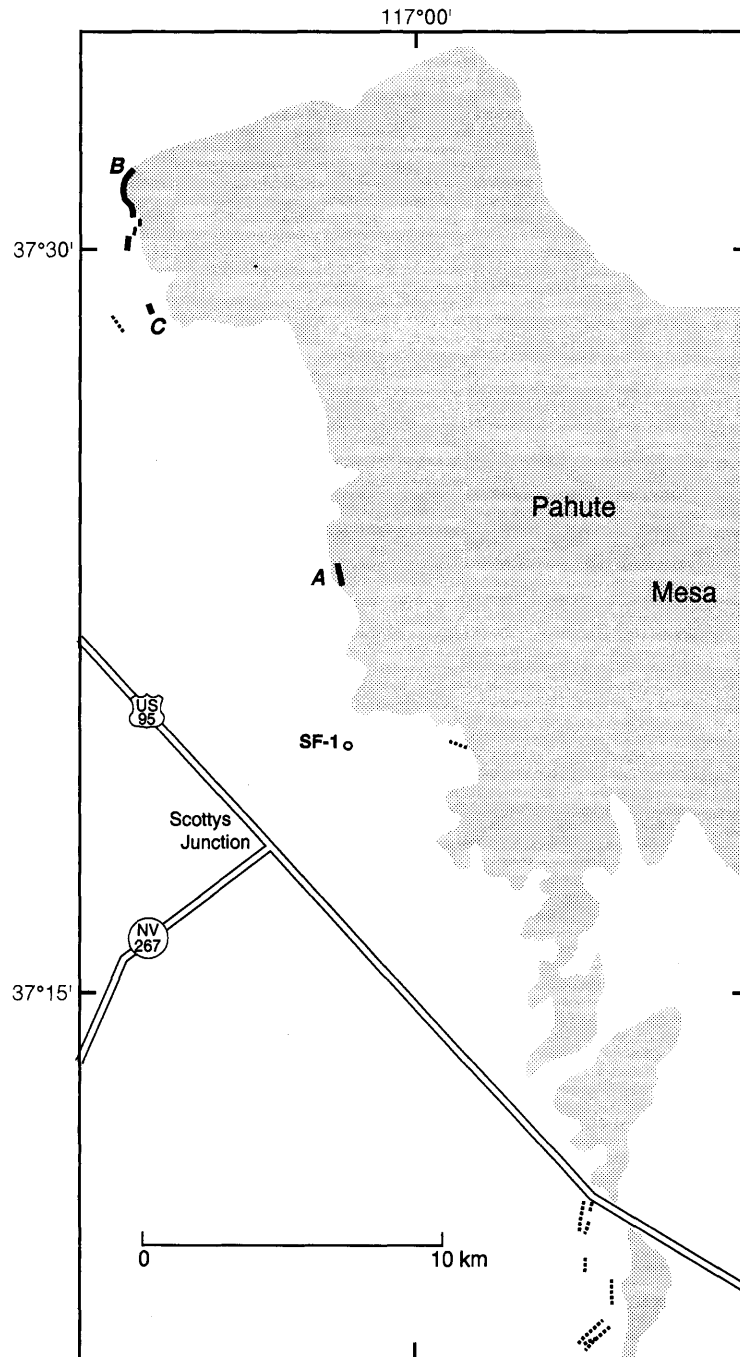 117°00'
B
37°30'
C
Pahute
Mesa
A
US
95
SF-1
Scottys
Junction
NV
267
37°15'
0
10 km